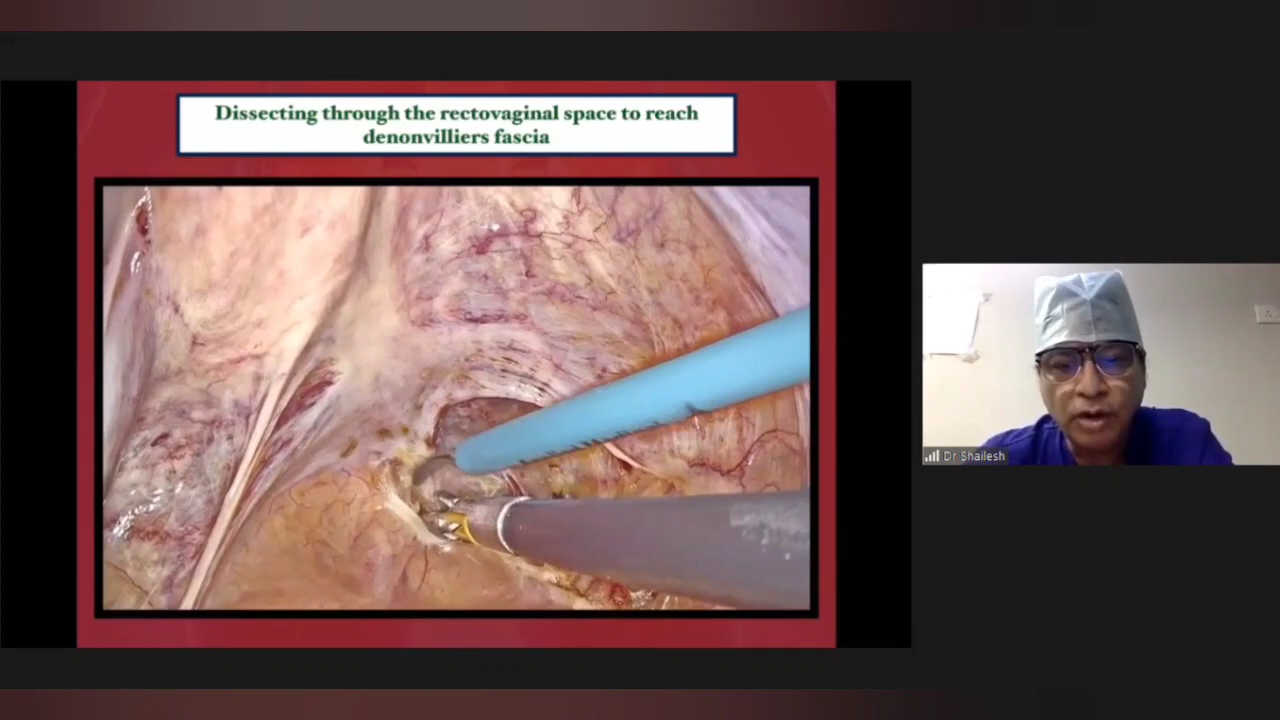 Dissecting through the rectovaginal space to reach
denonvilliers fascia
Dr Shailesh